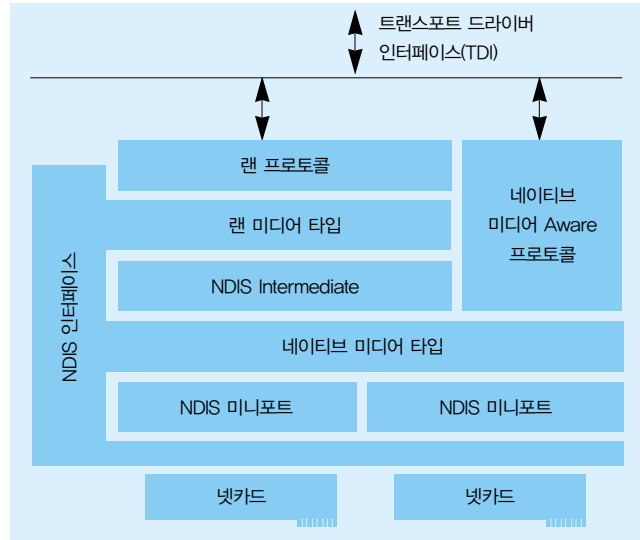 트랜스포트 드라이버
인터페이스(TDI)
랜 프로토콜
네이티브
미디어 Aware
프로토콜
랜 미디어 타입
NDIS Intermediate
NDIS 인터페이스
네이티브 미디어 타입
NDIS 미니포트
NDIS 미니포트
넷카드
넷카드